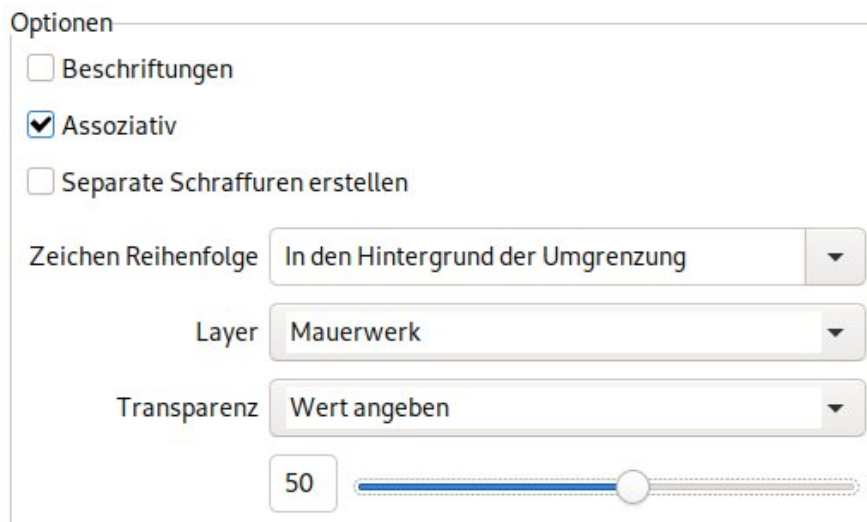 Optionen
Beschriftungen
Assoziativ
Separate Schraffuren erstellen
Zeichen Reihenfolge In den Hintergrund der Umgrenzung
Layer Mauerwerk
Transparenz Wert angeben
50